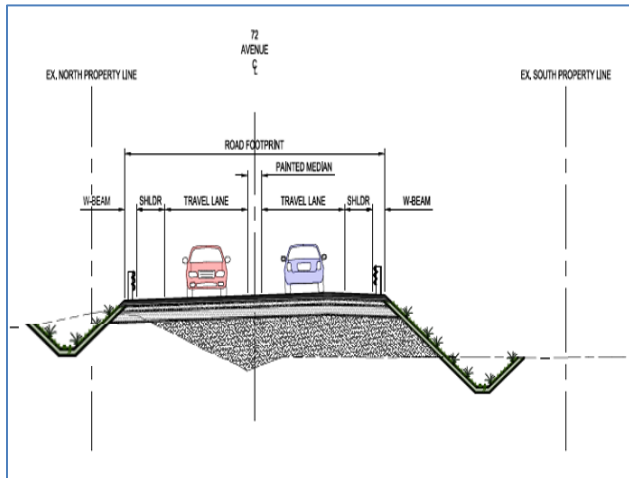 72
AVENUE
C L
EX. NORTH PROPERTY LINE
EX. SOUTH PROPERTY LINE
ROAD FOOTPRINT
PAINTED MEDIAN
W-BEAM
SHLDR
TRAVEL LANE
TRAVEL LANE
SHLDR
W-BEAM